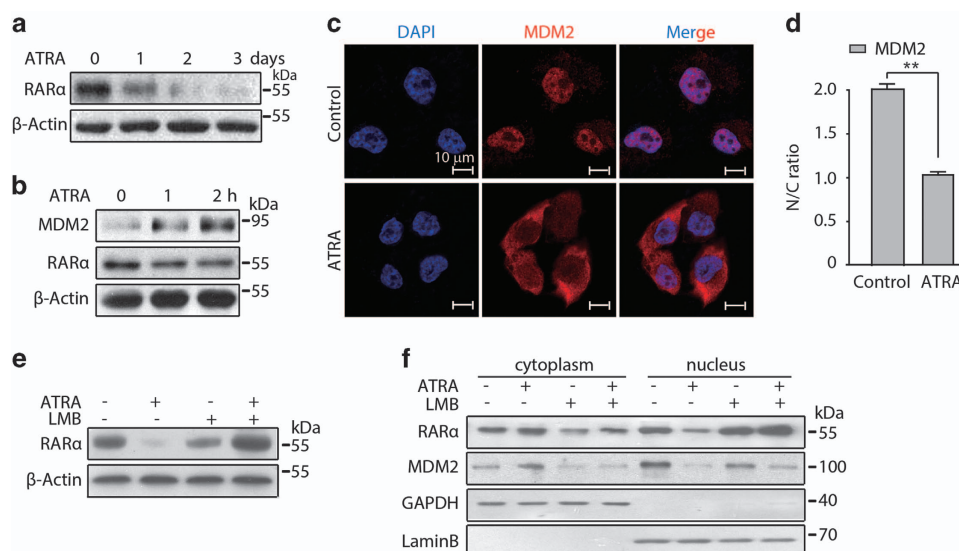 a
ATRA 0 1 2 3 days
kDa
RARα 55
β-Actin 55
b
ATRA 0 1 2 h
kDa
MDM2 95
RARα 55
β-Actin 55
c
DAPI MDM2 Merge
Control
10 μm
ATRA
d
MDM2
**
N/C ratio
2.0
2.0
1.0
0.0
0
Control ATRA
e
ATRA - + - +
LMB - - + +
kDa
RARα 55
β-Actin 55
f
cytoplasm nucleus
ATRA - + - + - + - +
LMB - - + + - - + +
kDa
RARα 55
MDM2 100
GAPDH 40
LaminB 70